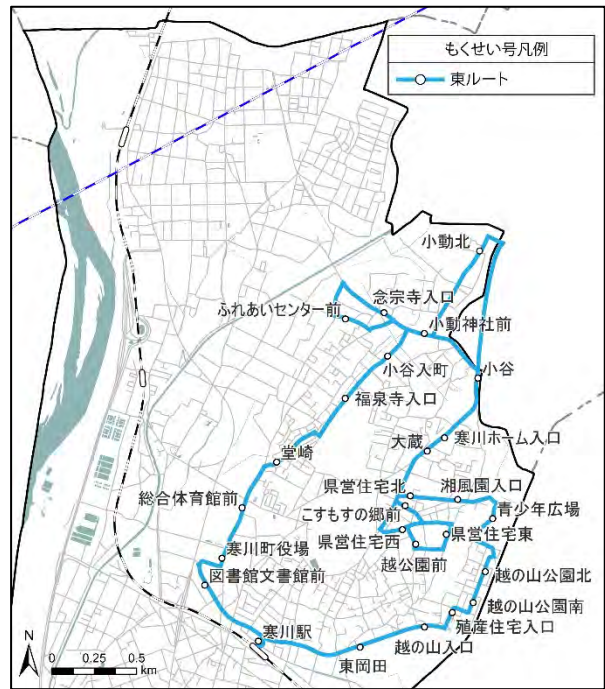 もくせい号凡例
東ルート
小動北
念宗寺入口
ふれあいセンター前
小動神社前
小谷入町
小谷
福泉寺入口
大蔵
寒川ホーム入口
堂崎
県営住宅北
湘風園入口
総合体育館前
こすもすの郷前
青少年広場
県営住宅西
県営住宅東
寒川町役場
越公園前
図書館文書館前
越の山公園北
越の山公園南
殖産住宅入口
寒川駅
越の山入口
東岡田
N
0 0.25 0.5
km